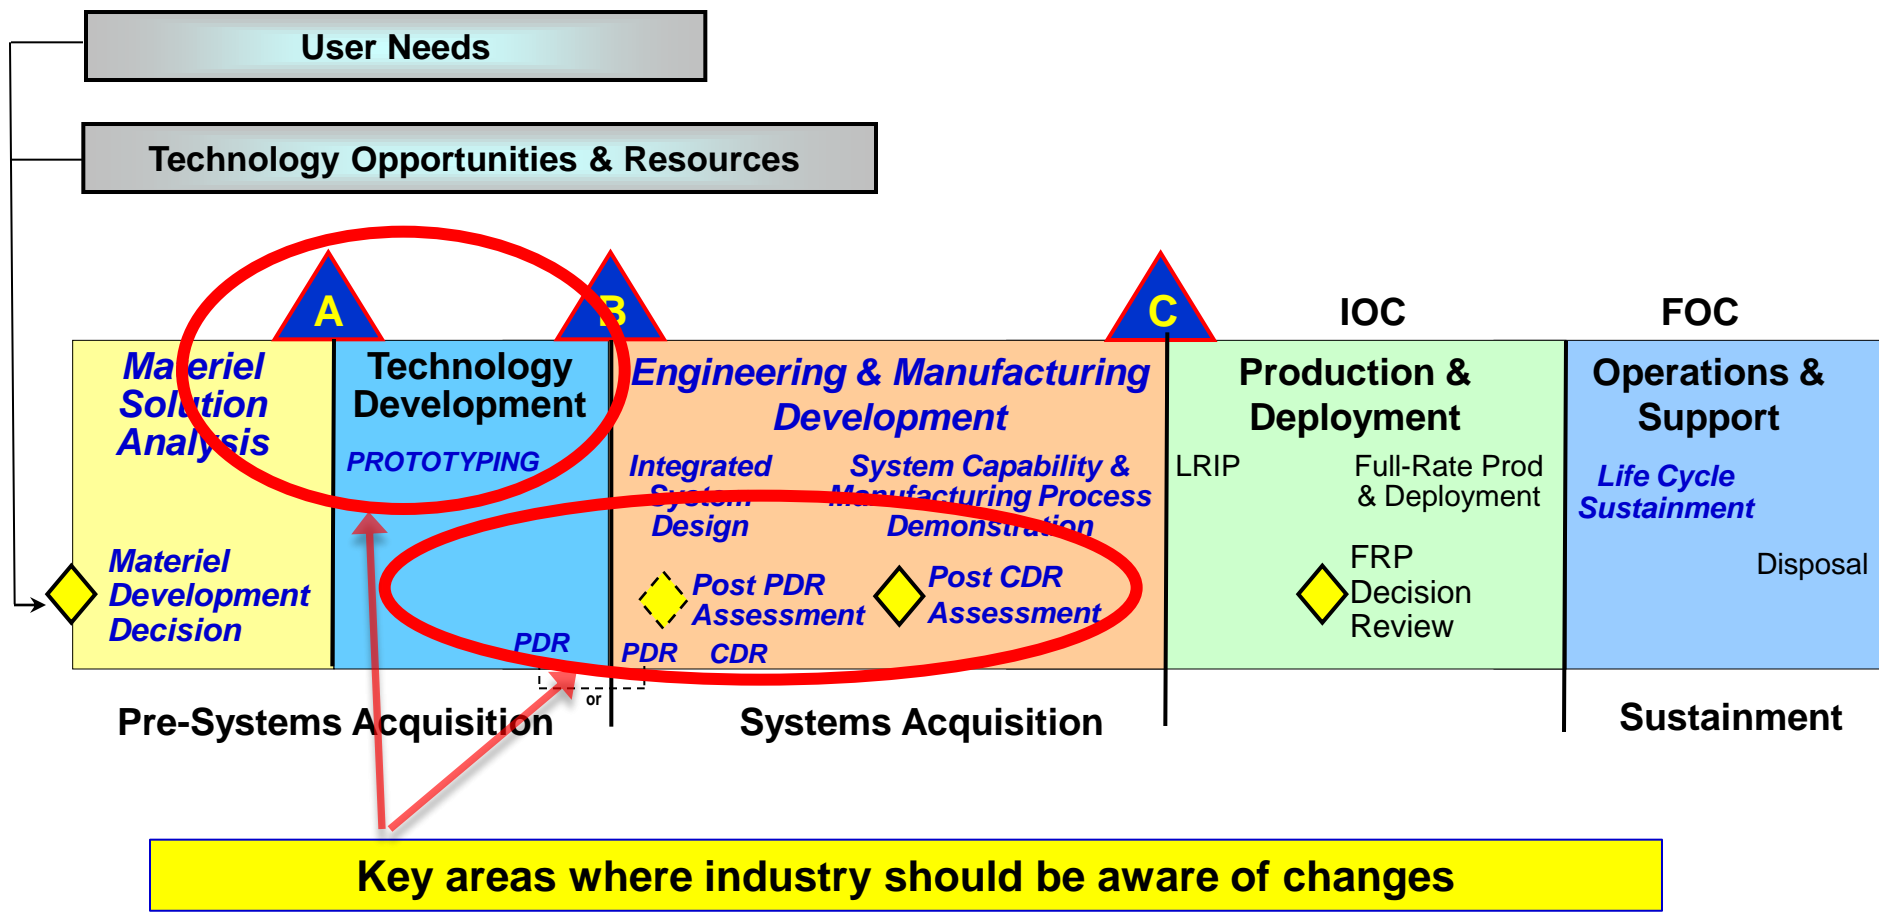 User Needs
Technology Opportunities & Resources
A
B
C
IOC
FOC
Materiel
Solution
Analysis
Technology
Development
PROTOTYPING
Engineering & Manufacturing
Development
Integrated
System
Design
System Capability &
Manufacturing Process
Demonstration
Production &
Deployment
LRIP
Full-Rate Prod
& Deployment
Operations &
Support
Life Cycle
Sustainment
Disposal
Materiel
Development
Decision
Post PDR
Assessment
Post CDR
Assessment
FRP
Decision
Review
PDR
PDR
CDR
or
Pre-Systems Acquisition
Systems Acquisition
Sustainment
Key areas where industry should be aware of changes